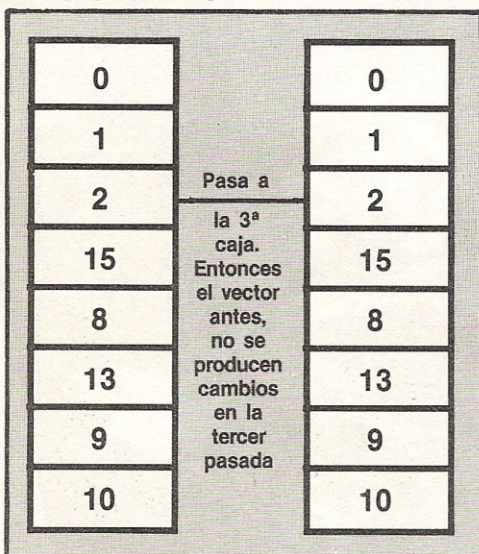 0
1
2
15
8
13
9
10
Pasa a
la 3ª
caja.
Entonces
el vector
antes,
no se
producen
cambios
en la
tercer
pasada
0
1
2
15
8
13
9
10